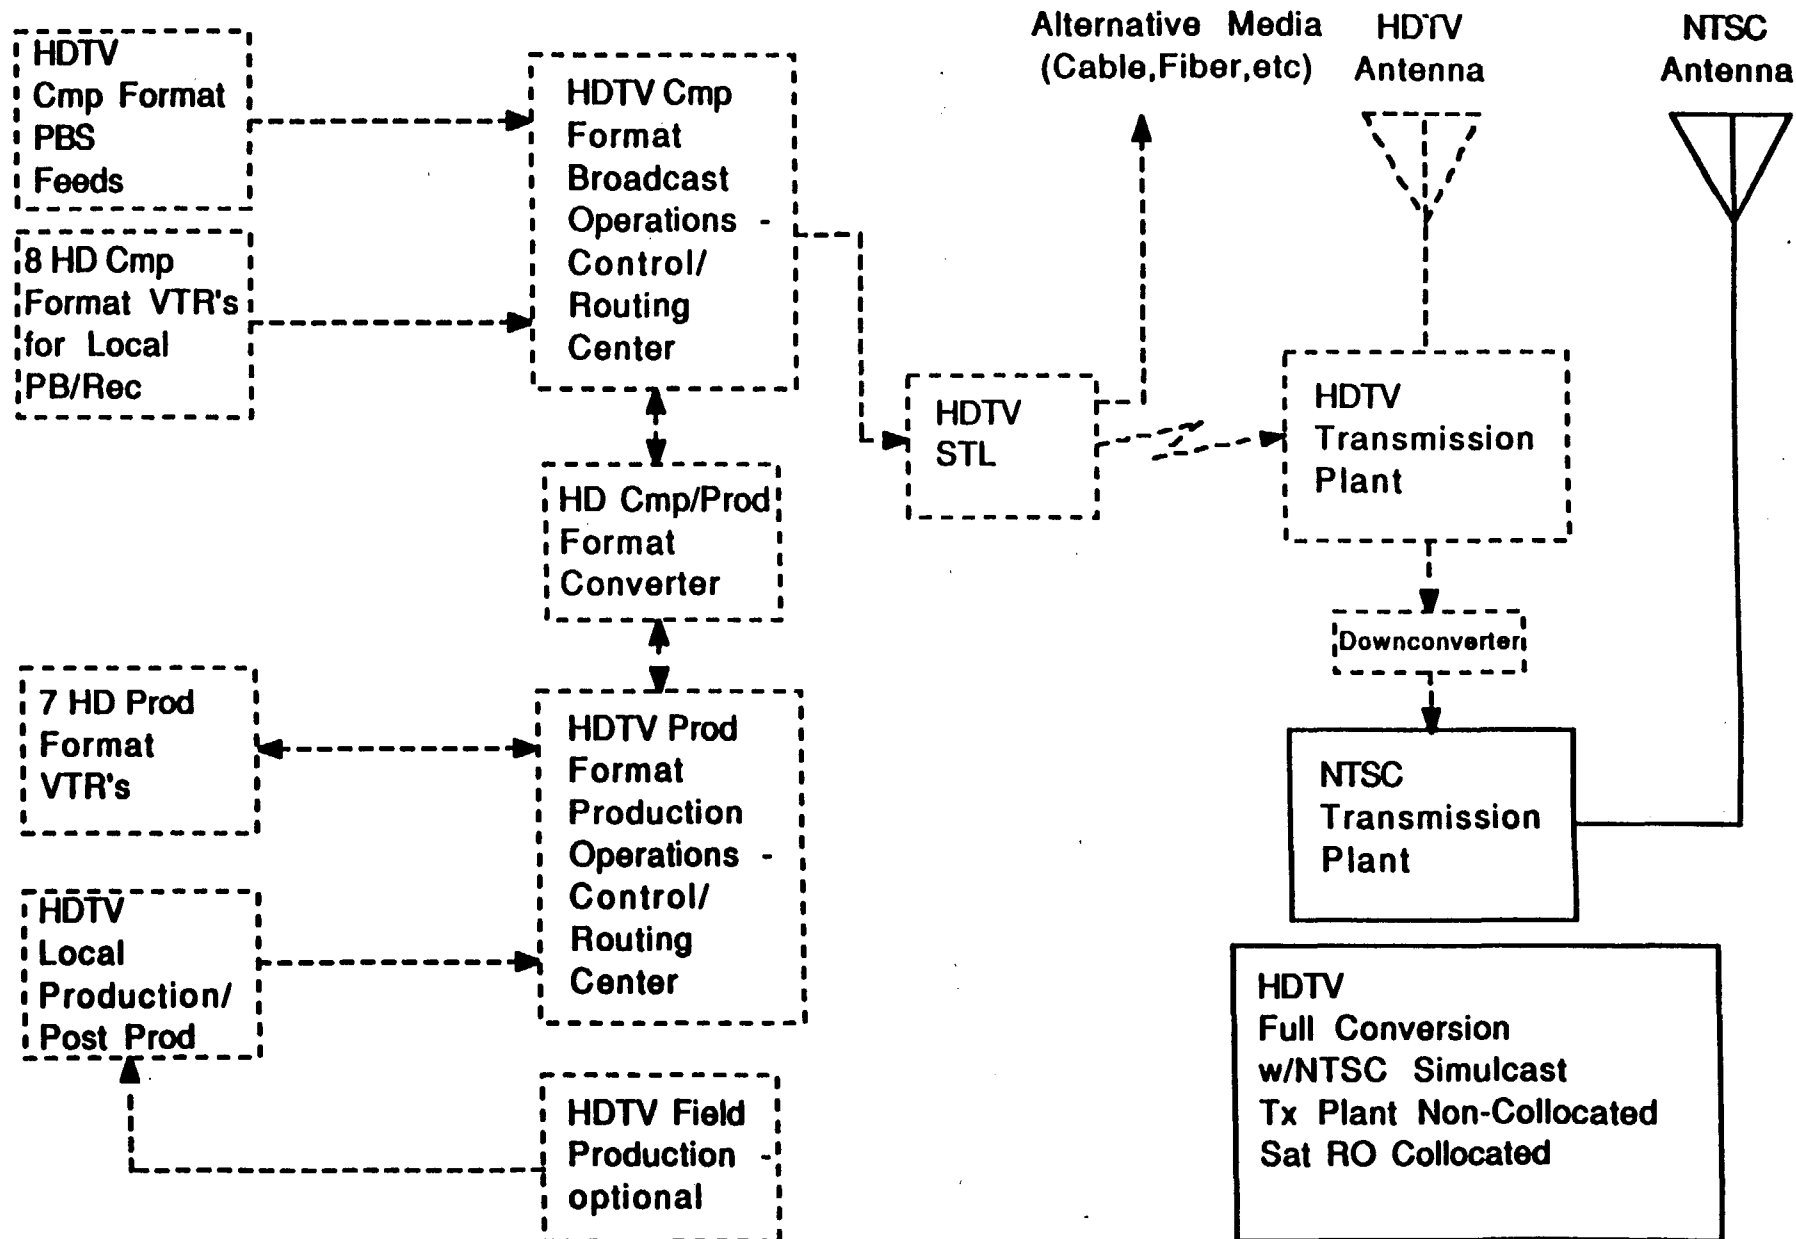 HDTV
Cmp Format
PBS
Feeds
8 HD Cmp
Format VTR's
for Local
PB/Rec
HDTV Cmp
Format
Broadcast
Operations -
Control/
Routing
Center
HD Cmp/Prod
Format
Converter
7 HD Prod
Format
VTR's
HDTV
Local
Production/
Post Prod
HDTV Prod
Format
Production
Operations -
Control/
Routing
Center
HDTV Field
Production -
optional
Alternative Media
(Cable,Fiber,etc)
HDTV
Antenna
NTSC
Antenna
HDTV
STL
HDTV
Transmission
Plant
Downconverter
NTSC
Transmission
Plant
HDTV
Full Conversion
w/NTSC Simulcast
Tx Plant Non-Collocated
Sat RO Collocated